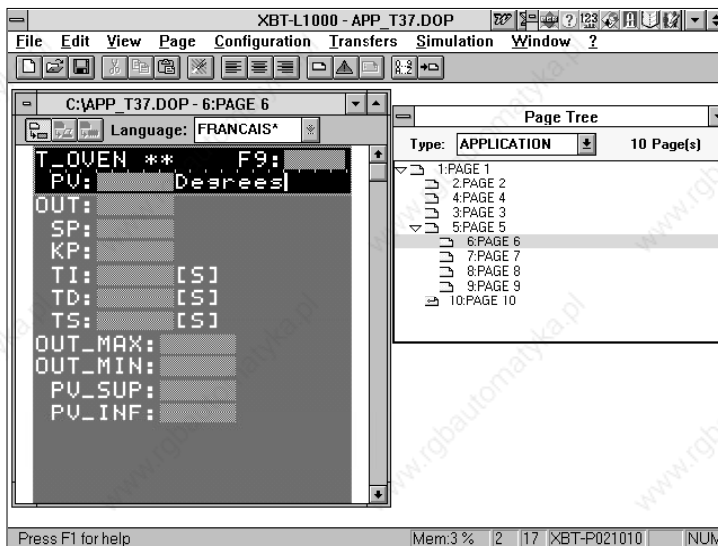 XBT-L1000 - APP_T37.DOP
File Edit View Page Configuration Transfers Simulation Window ?
C:\APP_T37.DOP - 6:PAGE 6
Language: FRANCAIS*
T_OVEN ** F9:
PV: Degrees
OUT:
SP:
KP:
TI: [S]
TD: [S]
TS: [S]
OUT_MAX:
OUT_MIN:
PV_SUP:
PV_INF:
Page Tree
Type: APPLICATION 10 Page(s)
1:PAGE 1
2:PAGE 2
4:PAGE 4
3:PAGE 3
5:PAGE 5
6:PAGE 6
7:PAGE 7
8:PAGE 8
9:PAGE 9
10:PAGE 10
Press F1 for help Mem:3 % 2 17 XBT-P021010 NUM
www.rgbautomatyka.pl